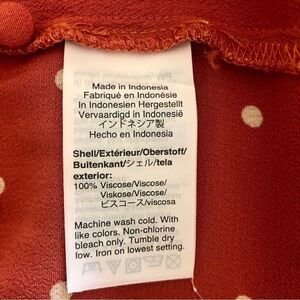 Made in Indonesia
Fabriqué en Indonésie
In Indonesien Hergestellt
Vervaardigd in Indonesië
インドネシア製
Hecho en Indonesia
Shell/Extérieur/Oberstoff/
Buitenkant/シェル/tela
exterior:
100% Viscose/Viscose/
Viskose/Viscose/
ビスコース/viscosa
Machine wash cold. With
like colors. Non-chlorine
bleach only. Tumble dry
low. Iron on lowest setting.